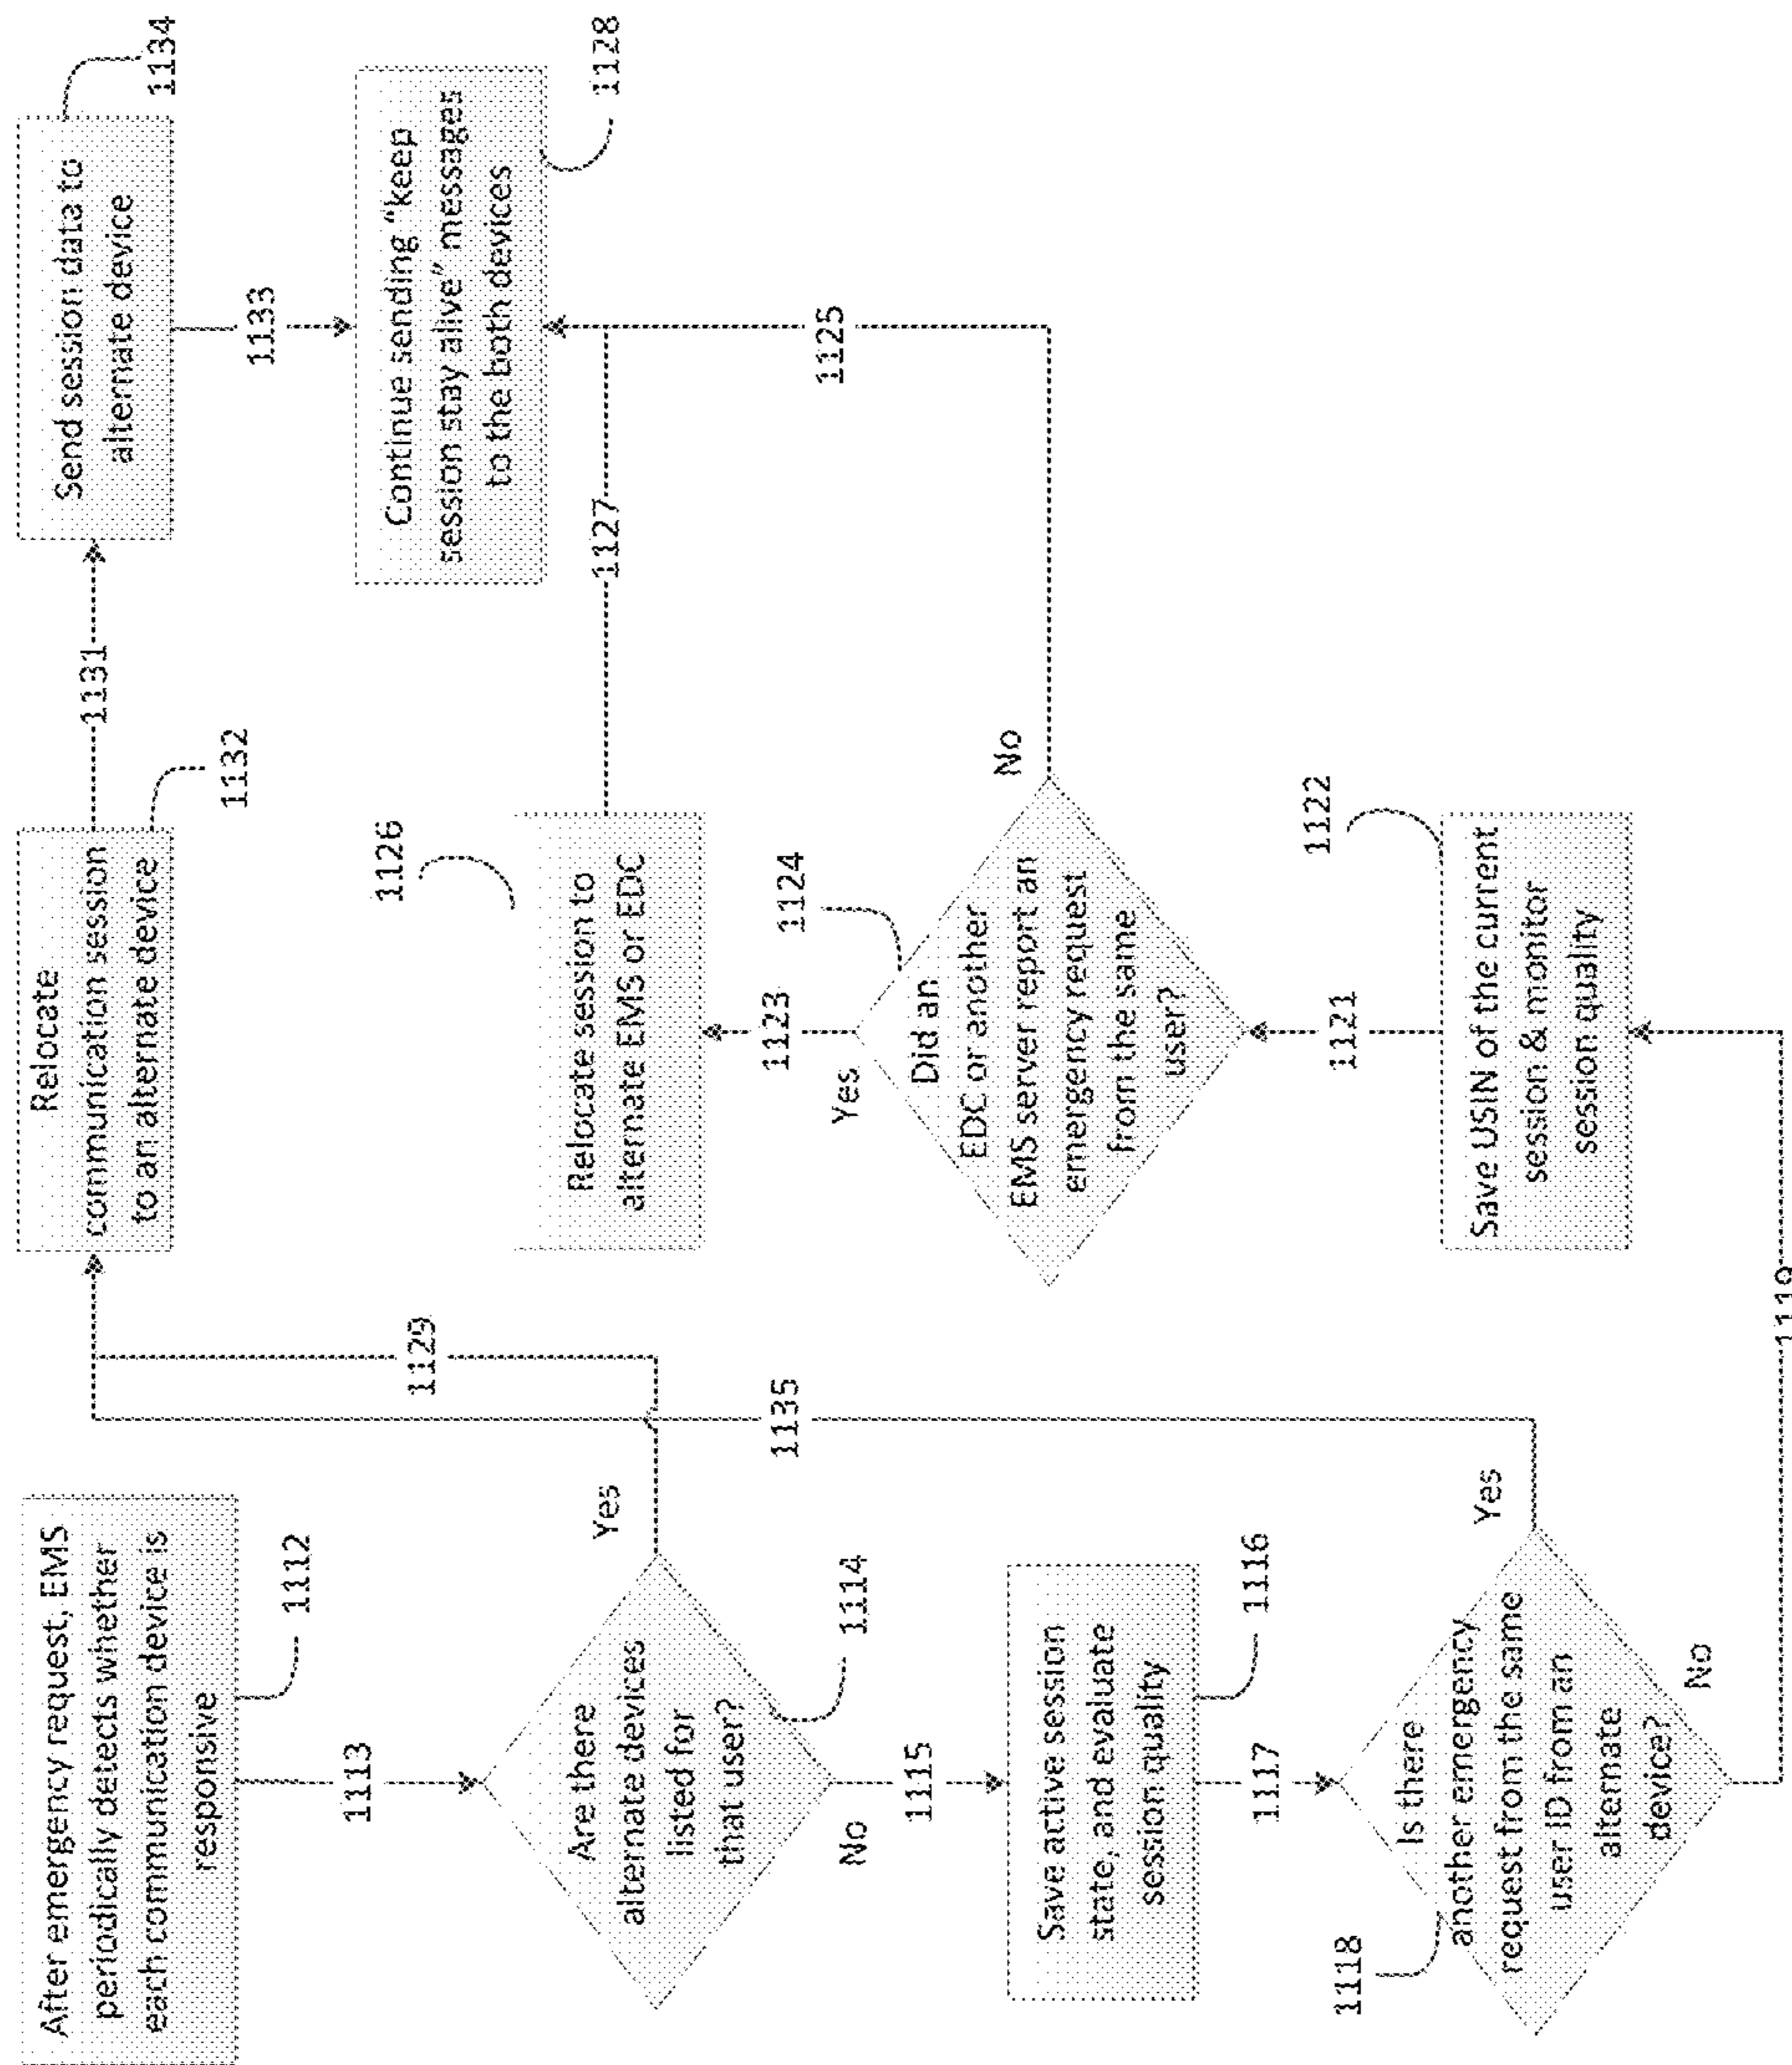 After emergency request, EMS
periodically detects whether
each communication device is
responsive
1112
1113
Are there
alternate devices
listed for
that user?
1114
Yes
No
1129
1115
Save active session
state, and evaluate
session quality
1116
1117
Is there
another emergency
request from the same
user ID from an
alternate
device?
1118
Yes
No
1135
1119
Relocate
communication session
to an alternate device
1132
1131
Relocate session to
alternate EMS or EDC
1126
1127
1123
Yes
Did an
EDC or another
EMS server report an
emergency request
from the same
user?
1124
No
1125
1121
Save USIN of the current
session & monitor
session quality
1122
Send session data to
alternate device
1134
1133
Continue sending "keep
session stay alive" messages
to the both devices
1128